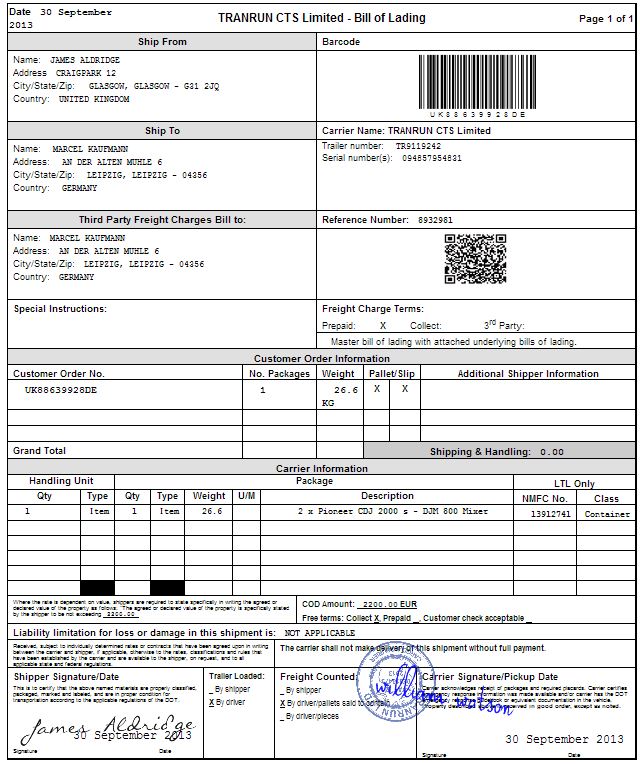 Date 30 September 2013
TRANRUN CTS Limited - Bill of Lading
Page 1 of 1
Ship From
Name: JAMES ALDRIDGE
Address CRAIGPARK 12
City/State/Zip: GLASGOW, GLASGOW - G31 2JQ
Country: UNITED KINGDOM
Barcode
UK88639928DE
Ship To
Name: MARCEL KAUFMANN
Address: AN DER ALTEN MUHLE 6
City/State/Zip: LEIPZIG, LEIPZIG - 04356
Country: GERMANY
Carrier Name: TRANRUN CTS Limited
Trailer number: TR9119242
Serial number(s): 094857954831
Third Party Freight Charges Bill to:
Name: MARCEL KAUFMANN
Address: AN DER ALTEN MUHLE 6
City/State/Zip: LEIPZIG, LEIPZIG - 04356
Country: GERMANY
Reference Number: 8932981
Special Instructions:
Freight Charge Terms:
Prepaid: X Collect: 3rd Party:
Master bill of lading with attached underlying bills of lading.
Customer Order Information
Customer Order No. No. Packages Weight Pallet/Slip Additional Shipper Information
UK88639928DE 1 26.6 KG X X
Grand Total Shipping & Handling: 0.00
Carrier Information
Handling Unit Package LTL Only
Qty Type Qty Type Weight U/M Description NMFC No. Class
1 Item 1 Item 26.6 2 x Pioneer CDJ 2000 s - DJM 800 Mixer 13912741 Container
Where the rate is dependent on value, shippers are required to state specifically in writing the agreed or
declared value of the property as follows: "The agreed or declared value of the property is specifically stated
by the shipper to be not exceeding 2200.00
COD Amount: 2200.00 EUR
Free terms: Collect X Prepaid _ Customer check acceptable _
Liability limitation for loss or damage in this shipment is: NOT APPLICABLE
Received, subject to individually determined rates or contracts that have been agreed upon in writing
between the carrier and shipper, if applicable, otherwise to the rates, classifications, rules that
have been established by the carrier and are available to the shipper, on request, and to all
applicable state and federal regulations.
The carrier shall not make delivery of this shipment without full payment.
Shipper Signature/Date
This is to certify that the above named materials are properly classified,
packaged, marked and labeled, and are in proper condition for
transportation according to the applicable regulations of the DOT.
James Aldridge
30 September 2013
Signature Date
Trailer Loaded:
_ By shipper
X By driver
Freight Counted:
_ By shipper
X By driver/pallets said to contain
_ By driver/pieces
TRANRUN
william watson
Carrier Signature/Pickup Date
Carrier acknowledges receipt of packages and required placards. Carrier certifies
response information was made available and/or carrier has the DOT
response guidebook or equivalent documentation in the vehicle.
Property described above is received in good order, except as noted.
30 September 2013
Signature Date